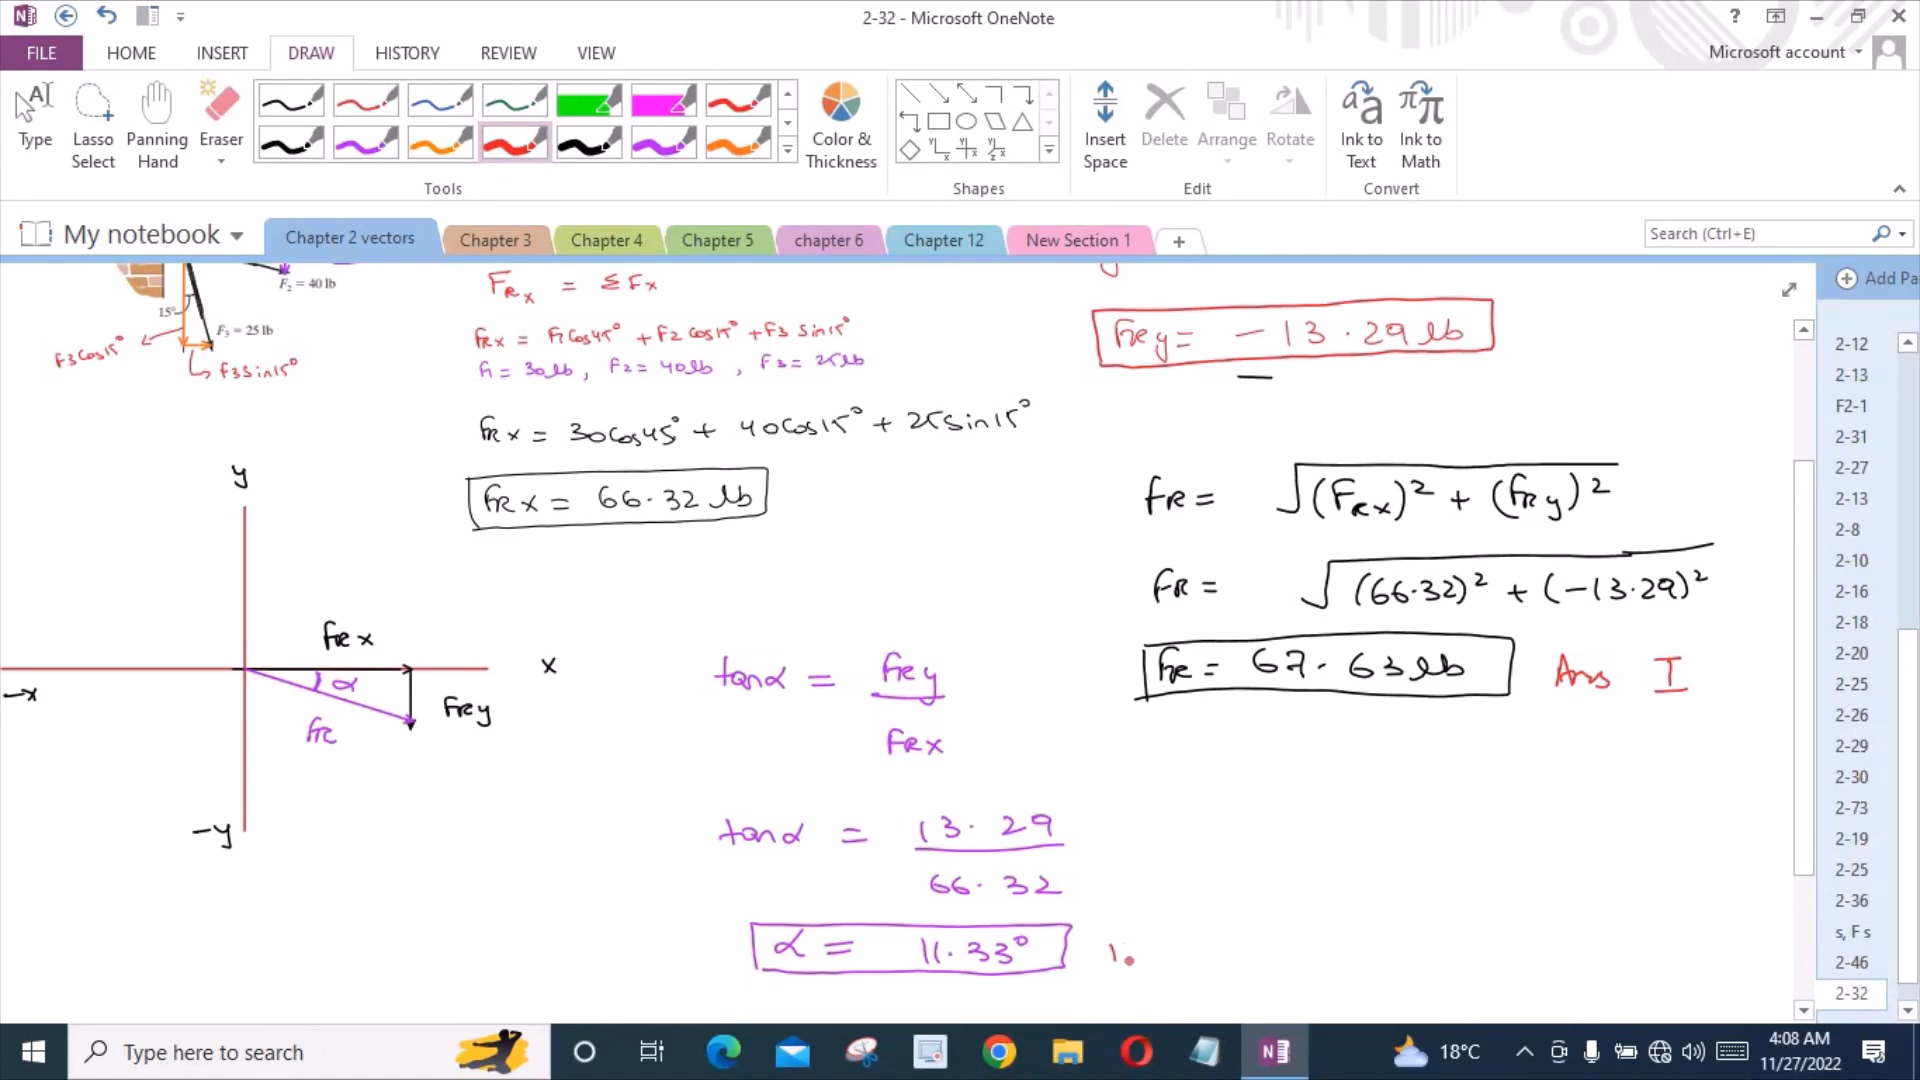 2-32 - Microsoft OneNote
?
FILE HOME INSERT DRAW HISTORY REVIEW VIEW
Microsoft account
Type
Lasso Select
Panning Hand
Eraser
Color & Thickness
Insert Space
Delete
Arrange
Rotate
Ink to Text
Ink to Math
Tools
Shapes
Edit
Convert
My notebook
Chapter 2 vectors
Chapter 3
Chapter 4
Chapter 5
chapter 6
Chapter 12
New Section 1
Search (Ctrl+E)
Add Pa
F₂ = 40 lb
15°
F₃ = 25 lb
F3cos15°
F3sin15°
FRx = ΣFx
FRx = F1cos45° + F2cos15° + F3 sin15°
F1 = 30lb, F2 = 40lb, F3 = 25lb
FRx = 30cos45° + 40cos15° + 25sin15°
FRx = 66.32 lb
FRy = -13.29 lb
FR = √(FRx)² + (FRy)²
FR = √(66.32)² + (-13.29)²
FR = 67.63 lb
Ans I
y
FRx
x
-x
α
FR
FRy
-y
tanα = FRy
FRx
tanα = 13.29
66.32
α = 11.33°
2-12
2-13
F2-1
2-31
2-27
2-13
2-8
2-10
2-16
2-18
2-20
2-25
2-26
2-29
2-30
2-73
2-19
2-25
2-36
s, F s
2-46
2-32
Type here to search
18°C
4:08 AM
11/27/2022